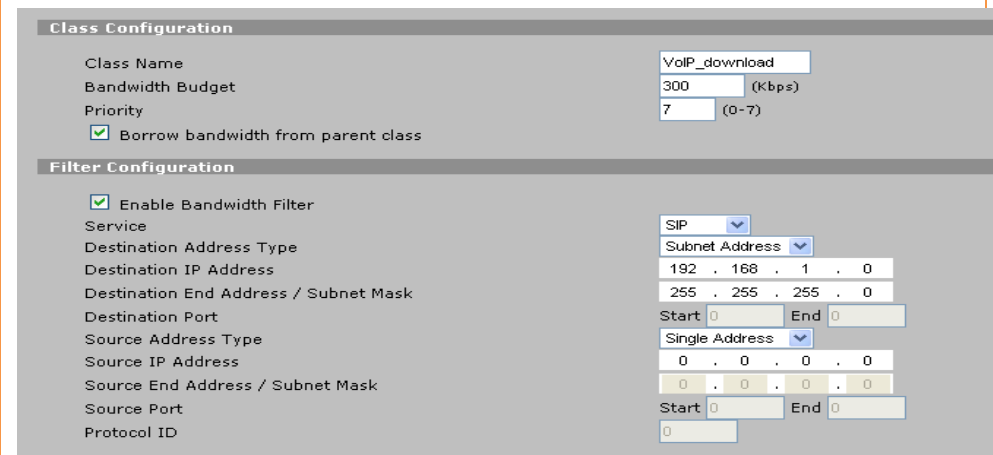 Class Configuration
Class Name VoIP_download
Bandwidth Budget 300 (Kbps)
Priority 7 (0-7)
Borrow bandwidth from parent class
Filter Configuration
Enable Bandwidth Filter
Service SIP
Destination Address Type Subnet Address
Destination IP Address 192 . 168 . 1 . 0
Destination End Address / Subnet Mask 255 . 255 . 255 . 0
Destination Port Start 0 End 0
Source Address Type Single Address
Source IP Address 0 . 0 . 0 . 0
Source End Address / Subnet Mask 0 . 0 . 0 . 0
Source Port Start 0 End 0
Protocol ID 0